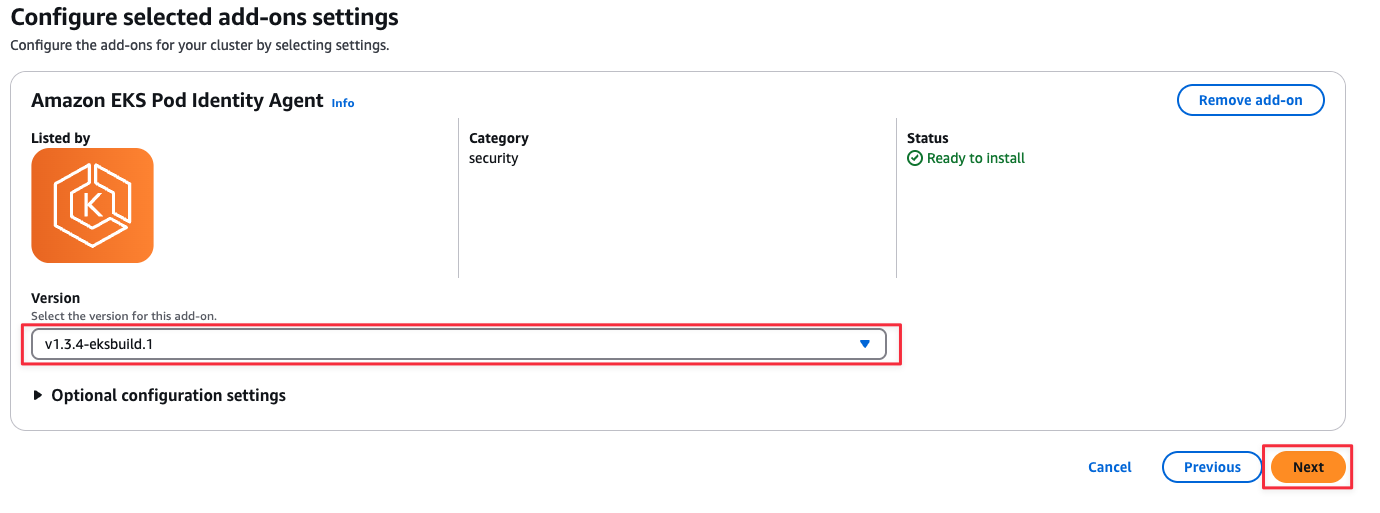 Configure selected add-ons settings
Configure the add-ons for your cluster by selecting settings.
Amazon EKS Pod Identity Agent Info
Remove add-on
Listed by
K
Category
security
Status
Ready to install
Version
Select the version for this add-on.
v1.3.4-eksbuild.1
Optional configuration settings
Cancel
Previous
Next